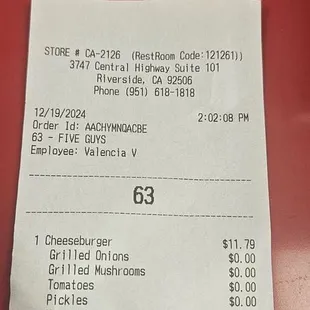 STORE # CA-2126 (RestRoom Code:121261))
3747 Central Highway Suite 101
Riverside, CA 92506
Phone (951) 618-1818
12/19/2024 2:02:08 PM
Order Id: AACHYMNQACBE
63 - FIVE GUYS
Employee: Valencia V
63
1 Cheeseburger $11.79
Grilled Onions $0.00
Grilled Mushrooms $0.00
Tomatoes $0.00
Pickles $0.00